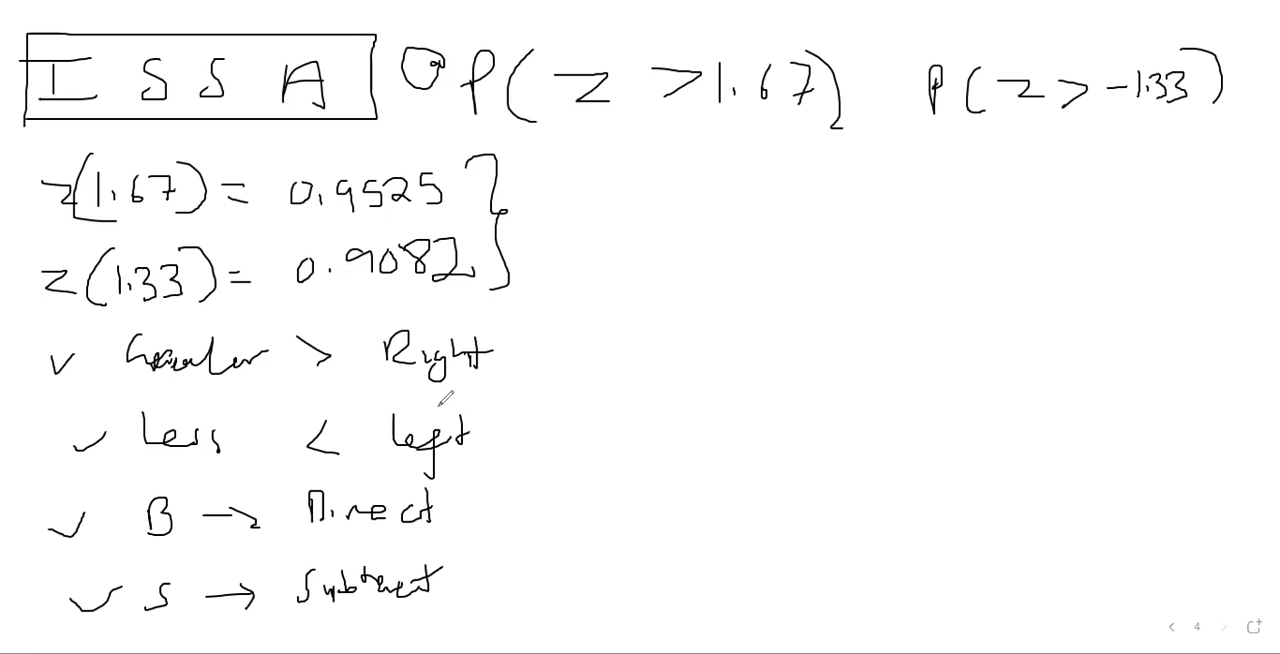 I S S A P(Z > 1.67) P(Z > -1.33)
z(1.67) = 0.9525 }
z(1.33) = 0.9082 }
✓ Greater > Right
✓ Less < Left
✓ B → Direct
✓ S → Subtract
4